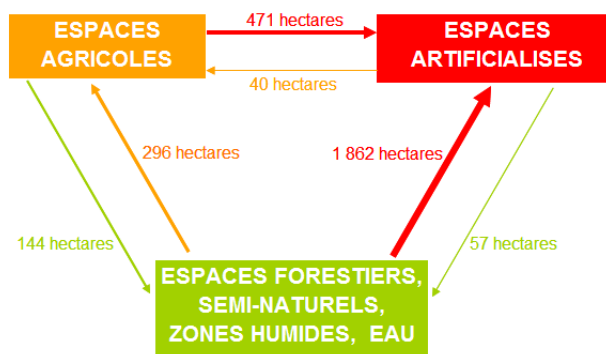 471 hectares
ESPACES
AGRICOLES
ESPACES
ARTIFICIALISES
40 hectares
296 hectares
1 862 hectares
144 hectares
57 hectares
ESPACES FORESTIERS,
SEMI-NATURELS,
ZONES HUMIDES, EAU